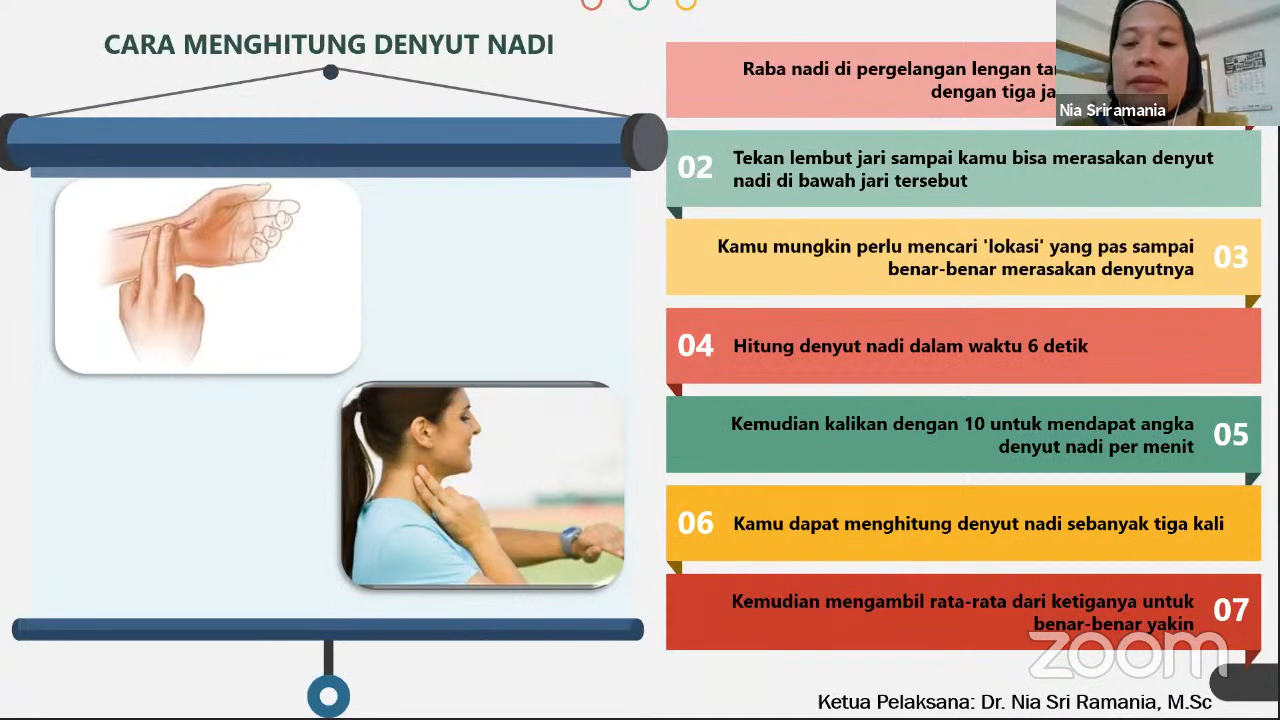 CARA MENGHITUNG DENYUT NADI
Raba nadi di pergelangan lengan
dengan tiga
Nia Sriramania
02
Tekan lembut jari sampai kamu bisa merasakan denyut
nadi di bawah jari tersebut
Kamu mungkin perlu mencari 'lokasi' yang pas sampai
benar-benar merasakan denyutnya
03
04
Hitung denyut nadi dalam waktu 6 detik
Kemudian kalikan dengan 10 untuk mendapat angka
denyut nadi per menit
05
06
Kamu dapat menghitung denyut nadi sebanyak tiga kali
Kemudian mengambil rata-rata dari ketiganya untuk
benar-benar yakin
07
zoom
Ketua Pelaksana: Dr. Nia Sri Ramania, M.Sc